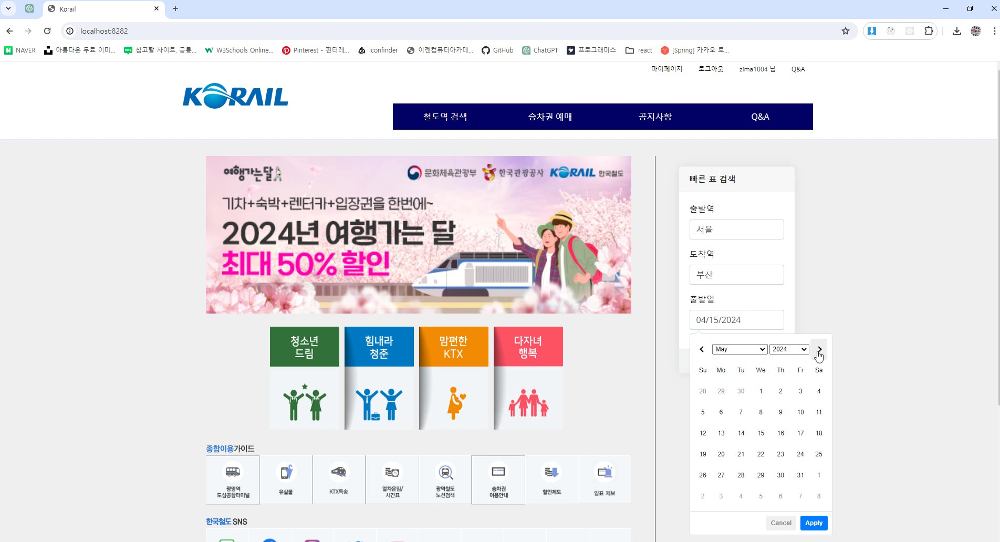 Korail
localhost:8282
NAVER
아름다운 무료 이미...
참고할 사이트, 공룡...
W3Schools Online...
Pinterest - 핀터레...
iconfinder
이젠컴퓨터아카데...
GitHub
ChatGPT
프로그래머스
react
[Spring] 카카오 로...
마이페이지 로그아웃 zima1004 님 Q&A
KORAIL
철도역 검색 승차권 예매 공지사항 Q&A
여행가는달 문화체육관광부 한국관광공사 KORAIL 한국철도
기차+숙박+렌터카+입장권을 한번에~
2024년 여행가는 달
최대 50% 할인
청소년
드림
힘내라
청춘
맘편한
KTX
다자녀
행복
종합이용가이드
광명역
도심공항터미널
유실물
KTX특송
열차운임/
시간표
광역철도
노선검색
승차권
이용안내
할인제도
암표 제보
한국철도 SNS
빠른 표 검색
출발역
서울
도착역
부산
출발일
04/15/2024
May 2024
Su Mo Tu We Th Fr Sa
28 29 30 1 2 3 4
5 6 7 8 9 10 11
12 13 14 15 16 17 18
19 20 21 22 23 24 25
26 27 28 29 30 31 1
2 3 4 5 6 7 8
Cancel Apply